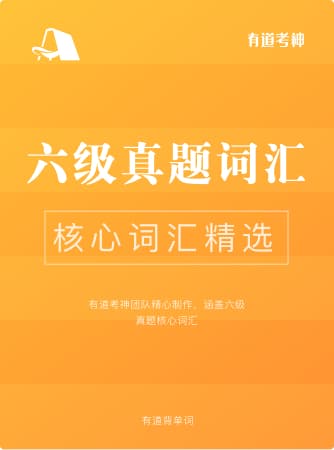 有道考神
六级真题词汇
核心词汇精选
有道考神团队精心制作，涵盖六级
真题核心词汇
有道背单词